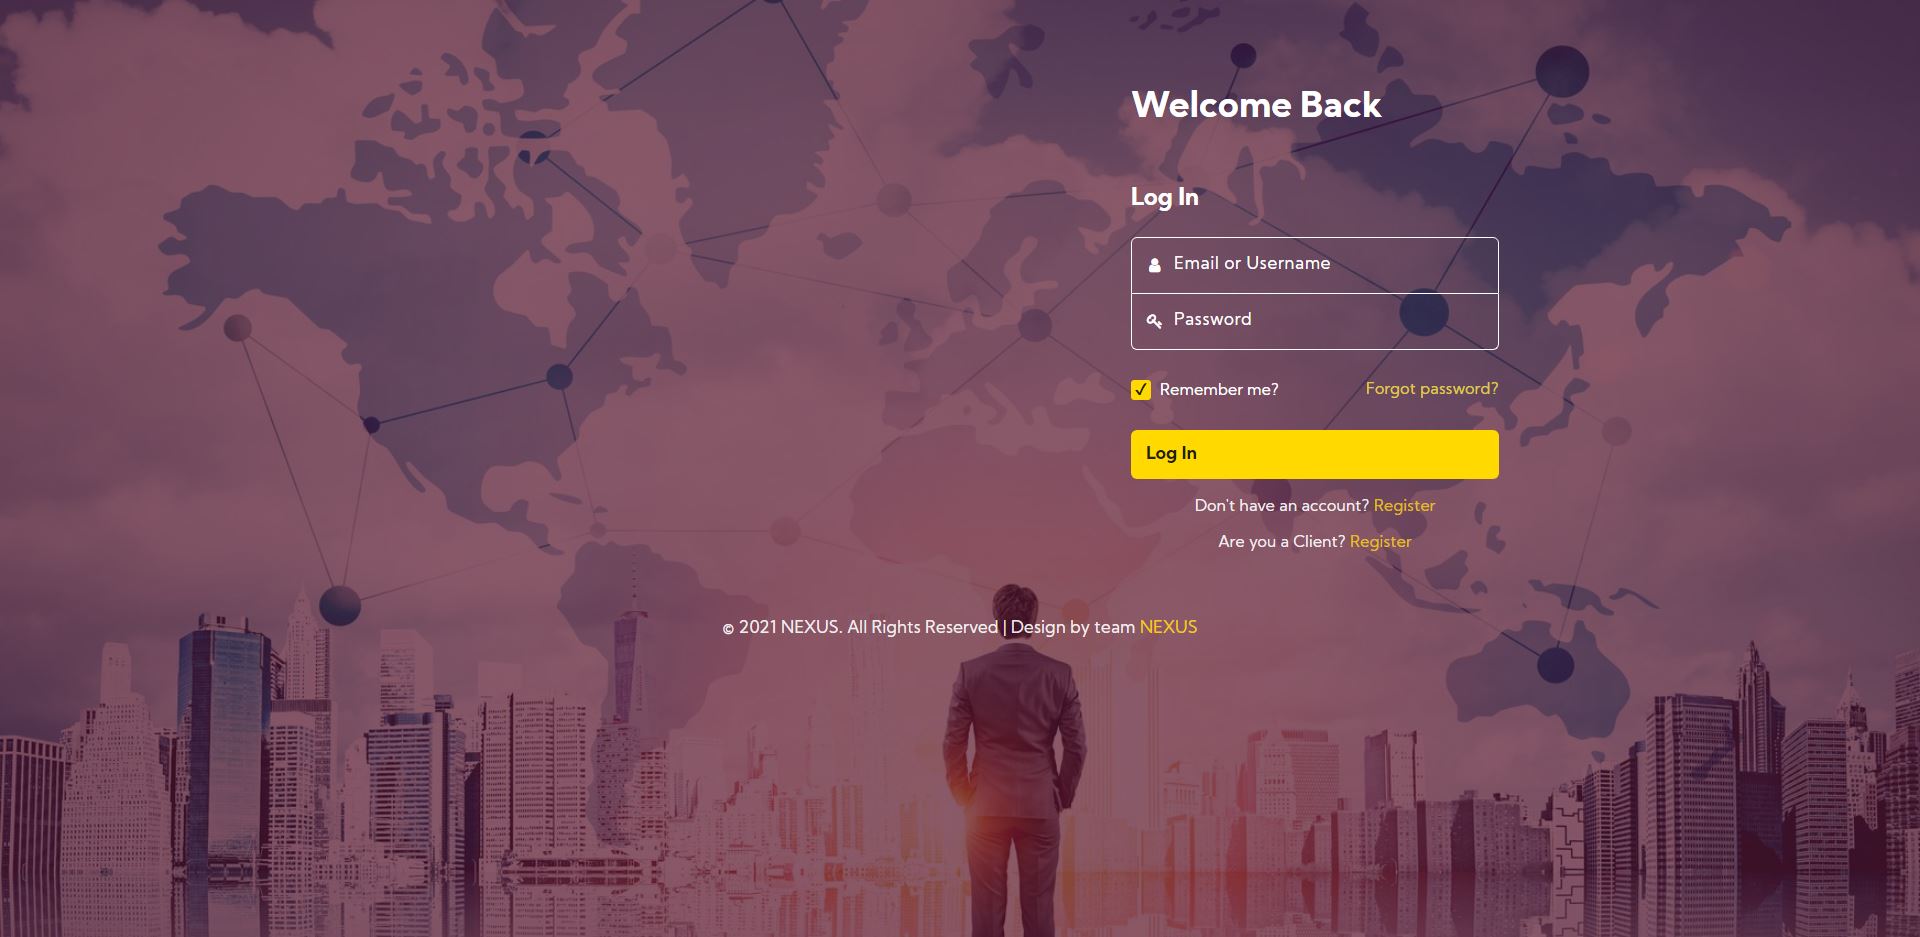 Welcome Back
Log In
Email or Username
Password
Remember me? Forgot password?
Log In
Don't have an account? Register
Are you a Client? Register
© 2021 NEXUS. All Rights Reserved | Design by team NEXUS